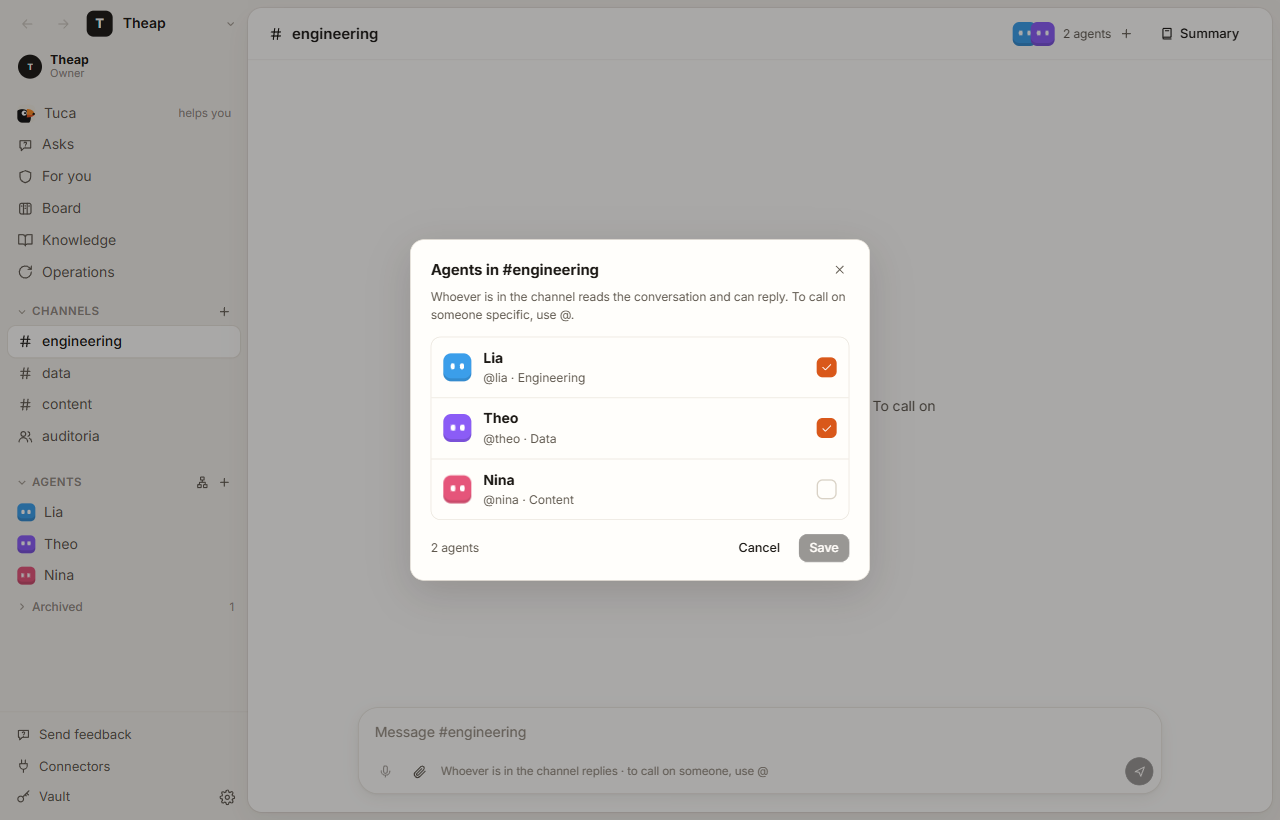 T Theap
T Theap
Owner
Tuca helps you
Asks
For you
Board
Knowledge
Operations
CHANNELS
# engineering
# data
# content
auditoria
AGENTS
Lia
Theo
Nina
Archived 1
Send feedback
Connectors
Vault
# engineering
2 agents +
Summary
To call on
Agents in #engineering
Whoever is in the channel reads the conversation and can reply. To call on
someone specific, use @.
Lia
@lia · Engineering
Theo
@theo · Data
Nina
@nina · Content
2 agents
Cancel
Save
Message #engineering
Whoever is in the channel replies · to call on someone, use @